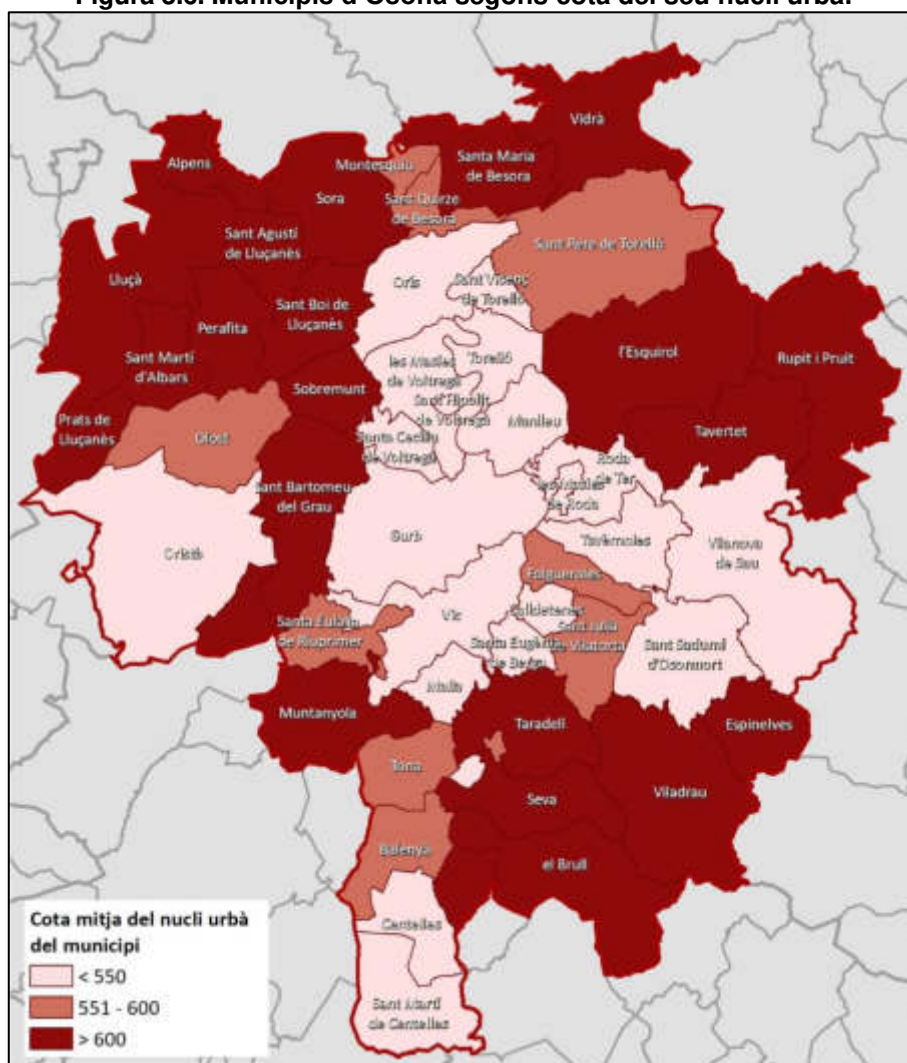 Figura 3.3. Municipis d'Osona segons cota del seu nucli urbà.
Vidrà
Alpens
Montesquiu
Santa Maria
de Besora
Sora
Sant Quirze
de Besora
Sant Agustí
de Lluçanès
Sant Pere de Torelló
Lluçà
Orís
Sant Vicenç
de Torelló
Sant Boi de
Lluçanès
Perafita
l'Esquirol
Rupit i Pruit
Sant Martí
d'Albars
les Masies
de Voltregà
Torelló
Sobremunt
Sant Hipòlit
de Voltregà
Manlleu
Prats de
Lluçanès
Olost
Santa Cecília
de Voltregà
Tavertet
Roda
de Ter
Sant Bartomeu
del Grau
les Masies
de Roda
Gurb
Tavèrnoles
Vilanova
de Sau
Oristà
Folgueroles
Calldetenes
Santa Eulàlia
de Riuprimer
Vic
Sant Julià
de Vilatorta
Santa Eugènia
de Berga
Sant Sadurní
d'Osormort
Malla
Muntanyola
Taradell
Espinelves
Tona
Seva
Viladrau
Balenyà
el Brull
Centelles
Sant Martí
de Centelles
Cota mitja del nucli urbà
del municipi
< 550
551 - 600
> 600